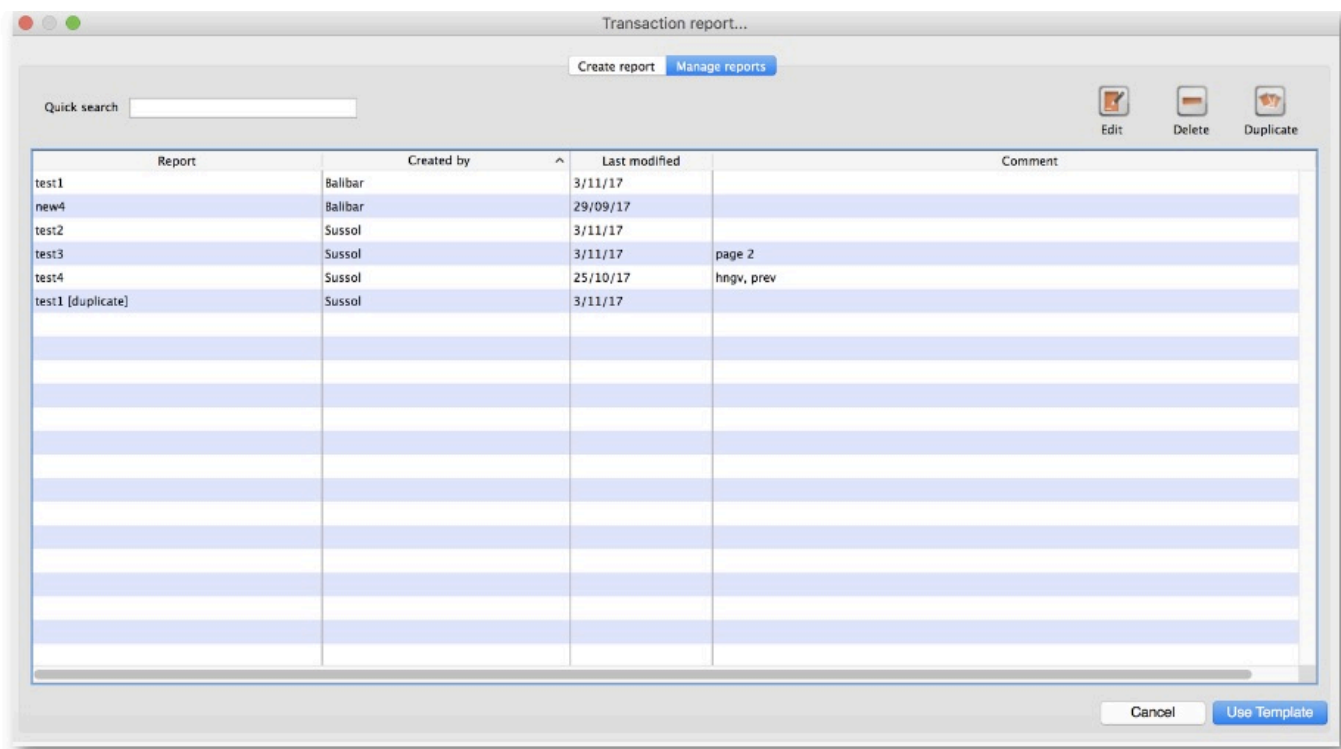 Transaction report...
Create report Manage reports
Quick search
Edit Delete Duplicate
Report Created by Last modified Comment
test1 Balibar 3/11/17
new4 Balibar 29/09/17
test2 Sussol 3/11/17
test3 Sussol 3/11/17 page 2
test4 Sussol 25/10/17 hngv, prev
test1 [duplicate] Sussol 3/11/17
Cancel Use Template